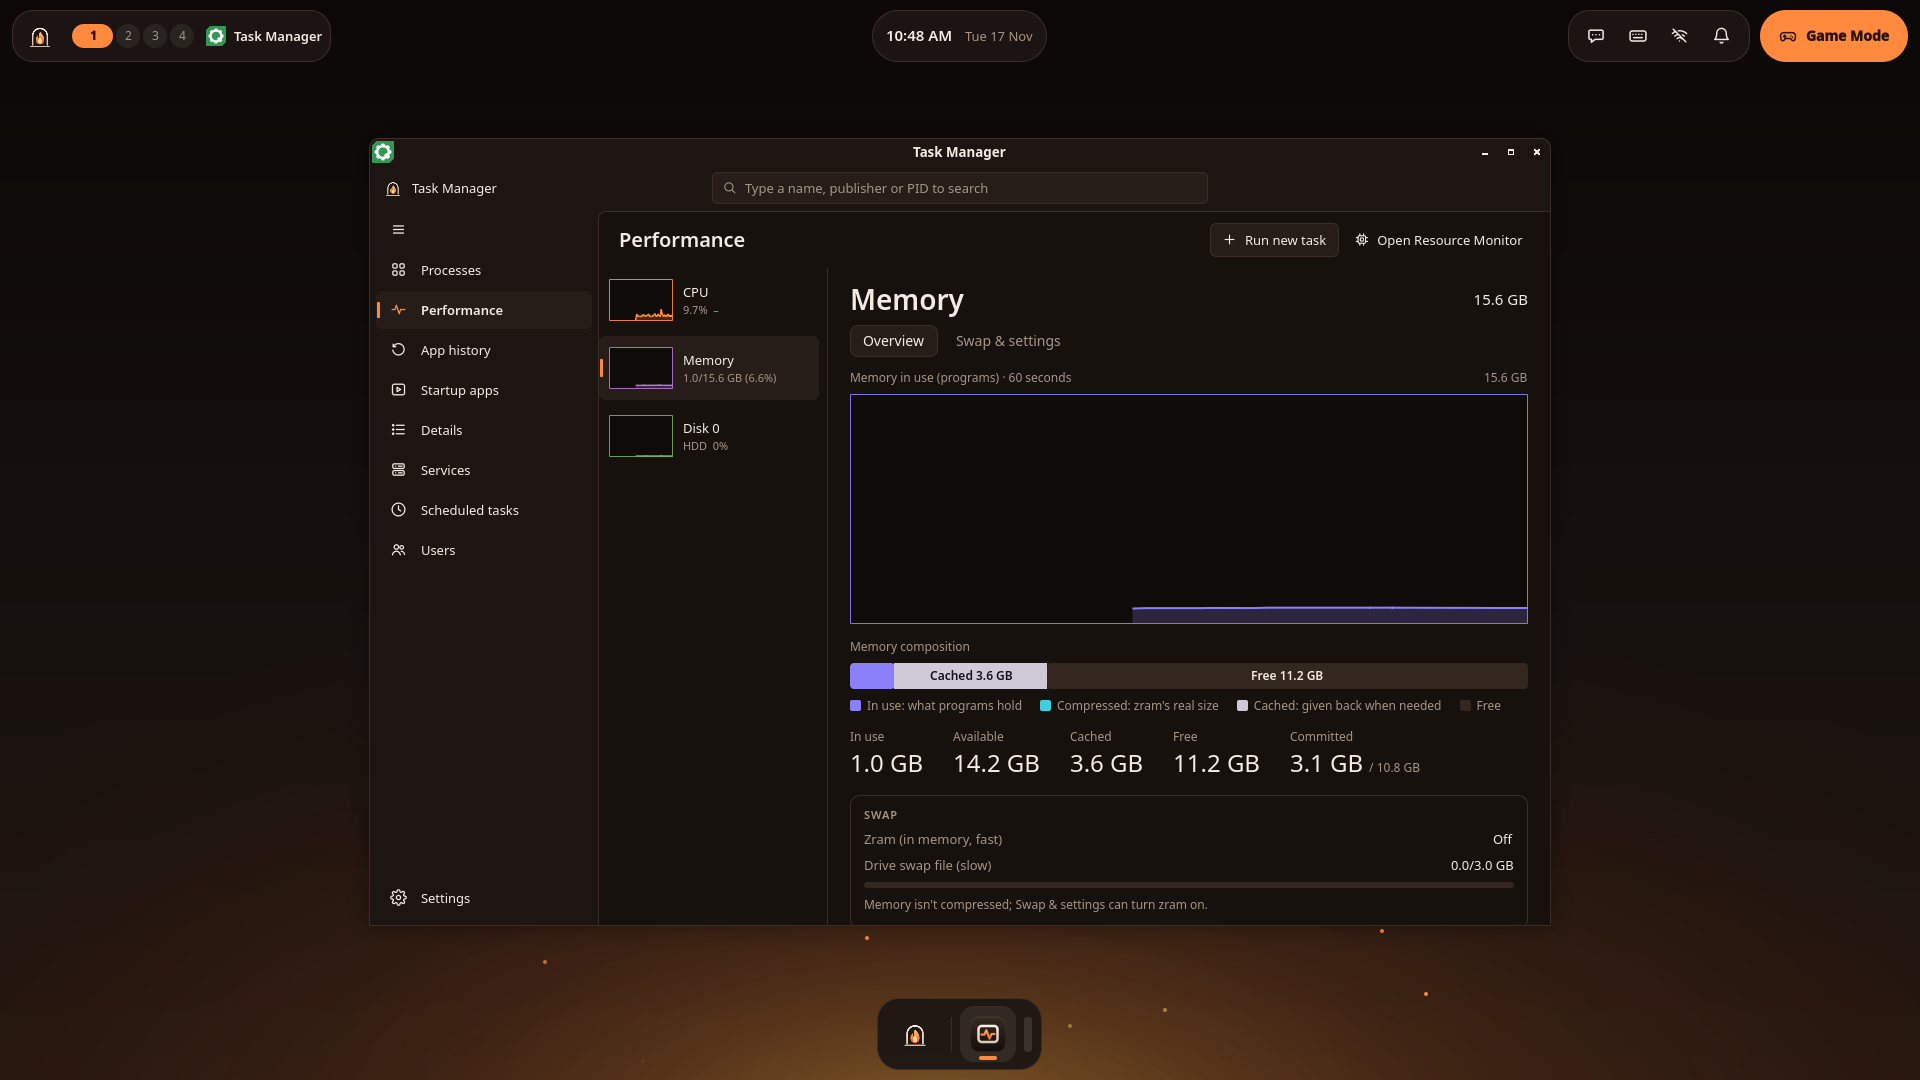 1 2 3 4 Task Manager
10:48 AM Tue 17 Nov
Game Mode
Task Manager
Task Manager
Type a name, publisher or PID to search
Processes
Performance
App history
Startup apps
Details
Services
Scheduled tasks
Users
Settings
Performance
Run new task
Open Resource Monitor
CPU
9.7% –
Memory
1.0/15.6 GB (6.6%)
Disk 0
HDD 0%
Memory
15.6 GB
Overview
Swap & settings
Memory in use (programs) · 60 seconds
15.6 GB
Memory composition
Cached 3.6 GB
Free 11.2 GB
In use: what programs hold
Compressed: zram's real size
Cached: given back when needed
Free
In use
1.0 GB
Available
14.2 GB
Cached
3.6 GB
Free
11.2 GB
Committed
3.1 GB / 10.8 GB
SWAP
Zram (in memory, fast)
Off
Drive swap file (slow)
0.0/3.0 GB
Memory isn't compressed; Swap & settings can turn zram on.